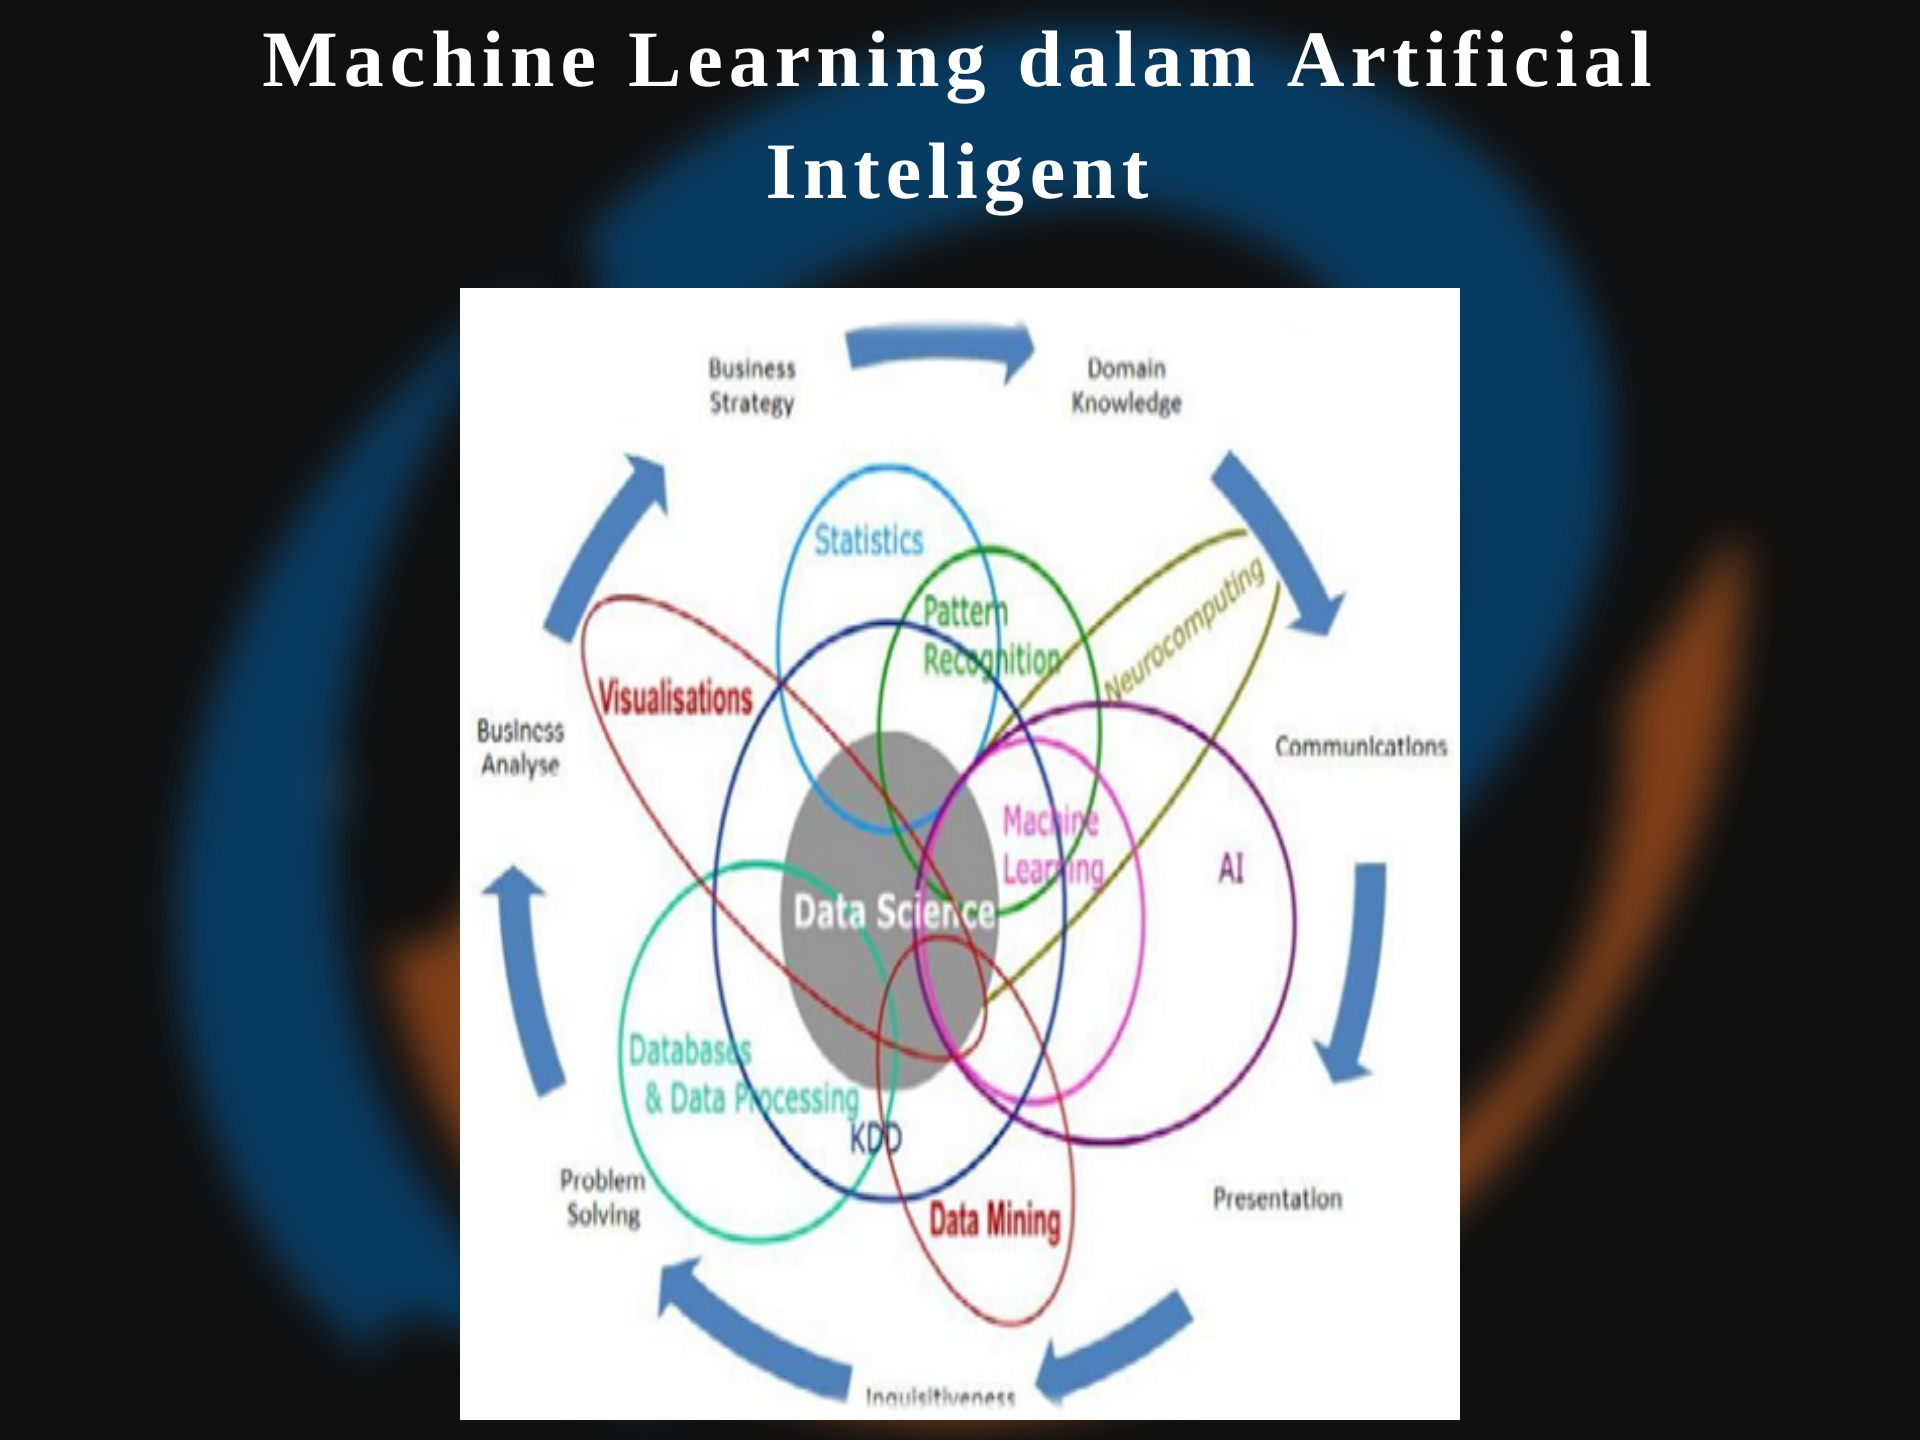 Machine Learning dalam Artificial
Inteligent
Business
Strategy
Domain
Knowledge
Statistics
Pattern
Recognition
Neurocomputing
Visualisations
Business
Analyse
Communications
Machine
Learning
AI
Data Science
Databases
& Data Processing
KDD
Problem
Solving
Presentation
Data Mining
Inquisitiveness